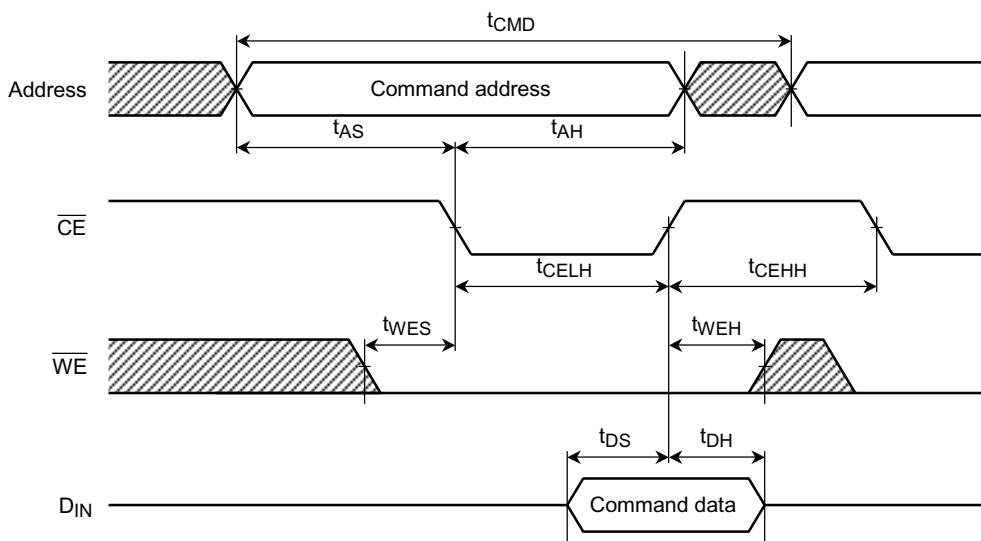 tCMD
Address
Command address
tAS
tAH
CE
tCELH
tCEHH
tWES
tWEH
WE
tDS
tDH
DIN
Command data